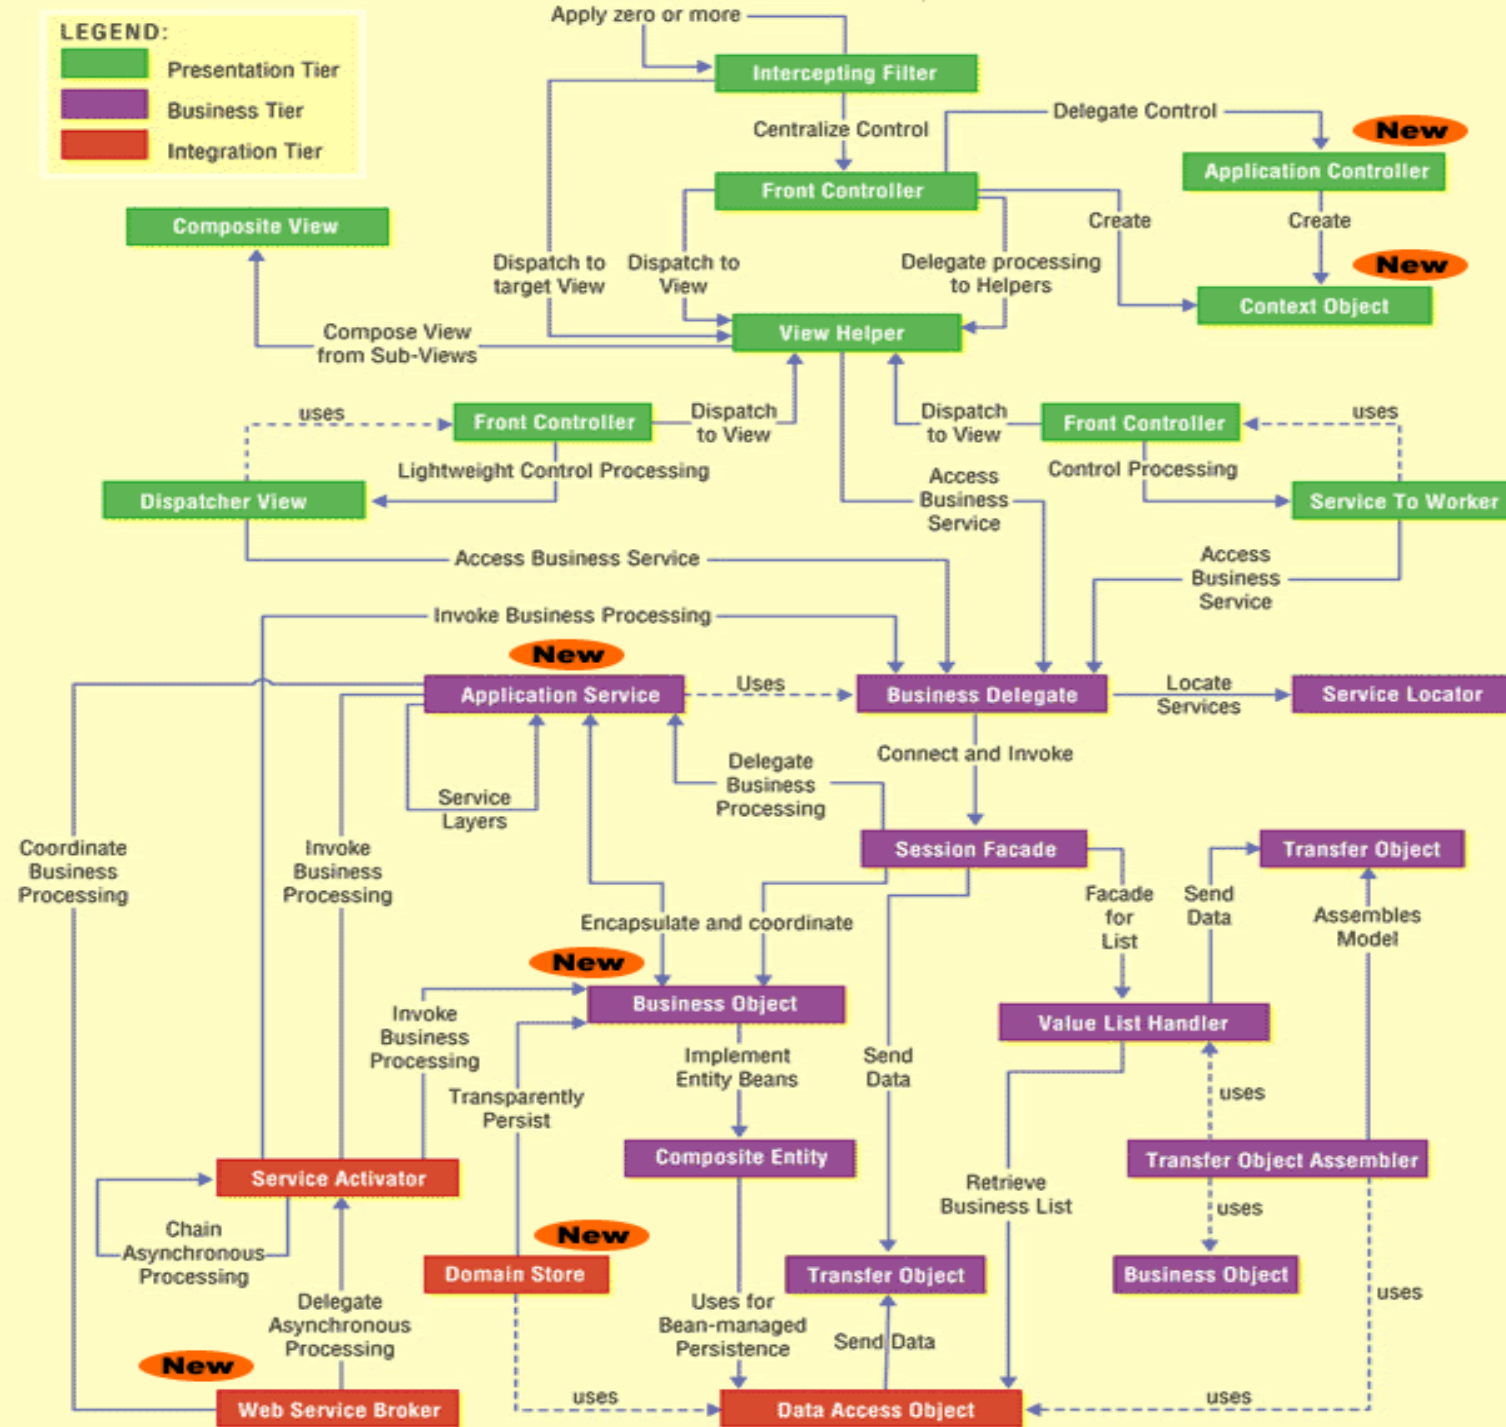 Apply zero or more
LEGEND:
Presentation Tier
Business Tier
Integration Tier
Intercepting Filter
Centralize Control
Delegate Control
New
Application Controller
Front Controller
Create
Create
Composite View
Dispatch to
target View
Dispatch to
View
Delegate processing
to Helpers
New
Context Object
Compose View
from Sub-Views
View Helper
uses
Front Controller
Dispatch
to View
Dispatch
to View
Front Controller
uses
Lightweight Control Processing
Control Processing
Access
Business
Service
Dispatcher View
Service To Worker
Access Business Service
Access
Business
Service
Invoke Business Processing
New
Application Service
Uses
Business Delegate
Locate
Services
Service Locator
Connect and Invoke
Delegate
Business
Processing
Service
Layers
Coordinate
Business
Processing
Invoke
Business
Processing
Session Facade
Transfer Object
Facade
for
List
Send
Data
Assembles
Model
Encapsulate and coordinate
New
Business Object
Invoke
Business
Processing
Value List Handler
Implement
Entity Beans
Send
Data
Transparently
Persist
uses
Composite Entity
Transfer Object Assembler
Service Activator
Retrieve
Business List
uses
Chain
Asynchronous
Processing
New
Domain Store
Transfer Object
Business Object
Delegate
Asynchronous
Processing
Uses for
Bean-managed
Persistence
Send Data
uses
New
Web Service Broker
uses
Data Access Object
uses